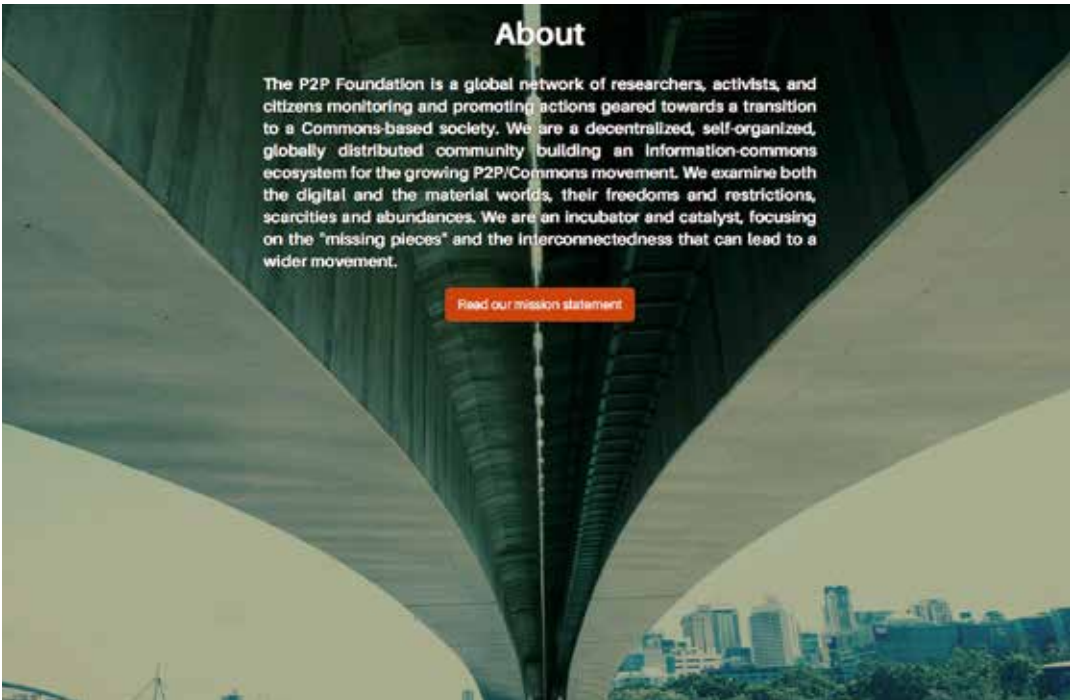 About
The P2P Foundation is a global network of researchers, activists, and
citizens monitoring and promoting actions geared towards a transition
to a Commons-based society. We are a decentralized, self-organized,
globally distributed community building an information-commons
ecosystem for the growing P2P/Commons movement. We examine both
the digital and the material worlds, their freedoms and restrictions,
scarcities and abundances. We are an incubator and catalyst, focusing
on the "missing pieces" and the interconnectedness that can lead to a
wider movement.
Read our mission statement